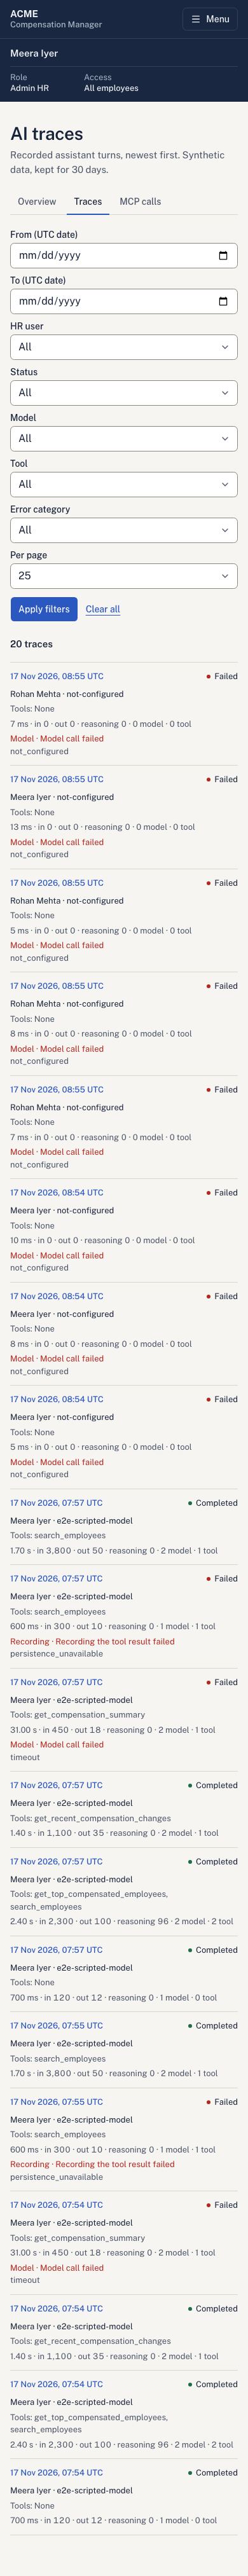 ACME
Compensation Manager
Menu
Meera Iyer
Role
Admin HR
Access
All employees
AI traces
Recorded assistant turns, newest first. Synthetic
data, kept for 30 days.
Overview
Traces
MCP calls
From (UTC date)
mm/dd/yyyy
To (UTC date)
mm/dd/yyyy
HR user
All
Status
All
Model
All
Tool
All
Error category
All
Per page
25
Apply filters
Clear all
20 traces
17 Nov 2026, 08:55 UTC
Failed
Rohan Mehta · not-configured
Tools: None
7 ms · in 0 · out 0 · reasoning 0 · 0 model · 0 tool
Model · Model call failed
not_configured
17 Nov 2026, 08:55 UTC
Failed
Meera Iyer · not-configured
Tools: None
13 ms · in 0 · out 0 · reasoning 0 · 0 model · 0 tool
Model · Model call failed
not_configured
17 Nov 2026, 08:55 UTC
Failed
Rohan Mehta · not-configured
Tools: None
5 ms · in 0 · out 0 · reasoning 0 · 0 model · 0 tool
Model · Model call failed
not_configured
17 Nov 2026, 08:55 UTC
Failed
Rohan Mehta · not-configured
Tools: None
8 ms · in 0 · out 0 · reasoning 0 · 0 model · 0 tool
Model · Model call failed
not_configured
17 Nov 2026, 08:55 UTC
Failed
Rohan Mehta · not-configured
Tools: None
7 ms · in 0 · out 0 · reasoning 0 · 0 model · 0 tool
Model · Model call failed
not_configured
17 Nov 2026, 08:54 UTC
Failed
Meera Iyer · not-configured
Tools: None
10 ms · in 0 · out 0 · reasoning 0 · 0 model · 0 tool
Model · Model call failed
not_configured
17 Nov 2026, 08:54 UTC
Failed
Meera Iyer · not-configured
Tools: None
8 ms · in 0 · out 0 · reasoning 0 · 0 model · 0 tool
Model · Model call failed
not_configured
17 Nov 2026, 08:54 UTC
Failed
Meera Iyer · not-configured
Tools: None
5 ms · in 0 · out 0 · reasoning 0 · 0 model · 0 tool
Model · Model call failed
not_configured
17 Nov 2026, 07:57 UTC
Completed
Meera Iyer · e2e-scripted-model
Tools: search_employees
1.70 s · in 3,800 · out 50 · reasoning 0 · 2 model · 1 tool
17 Nov 2026, 07:57 UTC
Failed
Meera Iyer · e2e-scripted-model
Tools: search_employees
600 ms · in 300 · out 10 · reasoning 0 · 1 model · 1 tool
Recording · Recording the tool result failed
persistence_unavailable
17 Nov 2026, 07:57 UTC
Failed
Meera Iyer · e2e-scripted-model
Tools: get_compensation_summary
31.00 s · in 450 · out 18 · reasoning 0 · 2 model · 1 tool
Model · Model call failed
timeout
17 Nov 2026, 07:57 UTC
Completed
Meera Iyer · e2e-scripted-model
Tools: get_recent_compensation_changes
1.40 s · in 1,100 · out 35 · reasoning 0 · 2 model · 1 tool
17 Nov 2026, 07:57 UTC
Completed
Meera Iyer · e2e-scripted-model
Tools: get_top_compensated_employees,
search_employees
2.40 s · in 2,300 · out 100 · reasoning 96 · 2 model · 2 tool
17 Nov 2026, 07:57 UTC
Completed
Meera Iyer · e2e-scripted-model
Tools: None
700 ms · in 120 · out 12 · reasoning 0 · 1 model · 0 tool
17 Nov 2026, 07:55 UTC
Completed
Meera Iyer · e2e-scripted-model
Tools: search_employees
1.70 s · in 3,800 · out 50 · reasoning 0 · 2 model · 1 tool
17 Nov 2026, 07:55 UTC
Failed
Meera Iyer · e2e-scripted-model
Tools: search_employees
600 ms · in 300 · out 10 · reasoning 0 · 1 model · 1 tool
Recording · Recording the tool result failed
persistence_unavailable
17 Nov 2026, 07:54 UTC
Failed
Meera Iyer · e2e-scripted-model
Tools: get_compensation_summary
31.00 s · in 450 · out 18 · reasoning 0 · 2 model · 1 tool
Model · Model call failed
timeout
17 Nov 2026, 07:54 UTC
Completed
Meera Iyer · e2e-scripted-model
Tools: get_recent_compensation_changes
1.40 s · in 1,100 · out 35 · reasoning 0 · 2 model · 1 tool
17 Nov 2026, 07:54 UTC
Completed
Meera Iyer · e2e-scripted-model
Tools: get_top_compensated_employees,
search_employees
2.40 s · in 2,300 · out 100 · reasoning 96 · 2 model · 2 tool
17 Nov 2026, 07:54 UTC
Completed
Meera Iyer · e2e-scripted-model
Tools: None
700 ms · in 120 · out 12 · reasoning 0 · 1 model · 0 tool